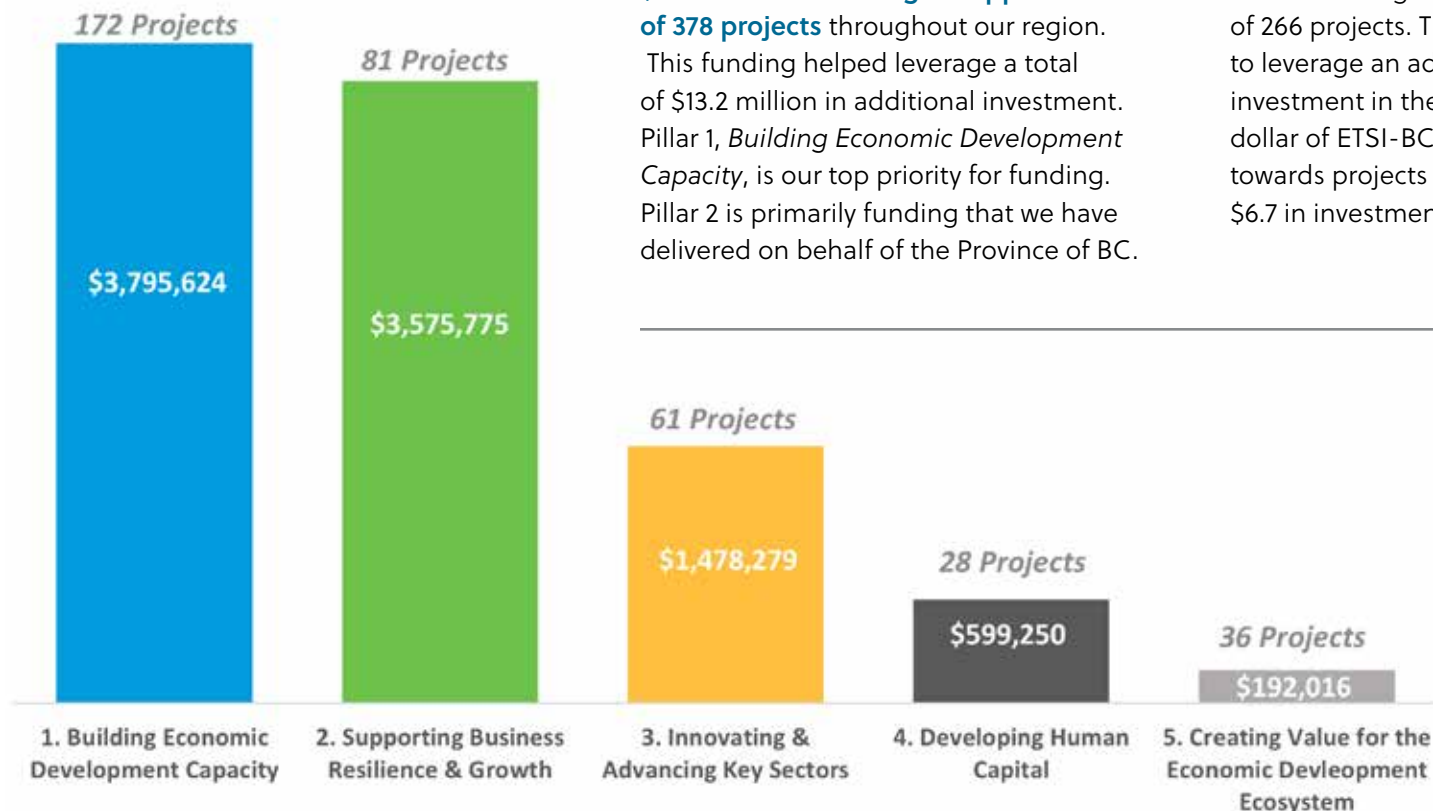 172 Projects
$3,795,624
1. Building Economic
Development Capacity
81 Projects
$3,575,775
2. Supporting Business
Resilience & Growth
61 Projects
$1,478,279
3. Innovating &
Advancing Key Sectors
28 Projects
$599,250
4. Developing Human
Capital
36 Projects
$192,016
5. Creating Value for the
Economic Devleopment
Ecosystem
of 378 projects throughout our region.
This funding helped leverage a total
of $13.2 million in additional investment.
Pillar 1, Building Economic Development
Capacity, is our top priority for funding.
Pillar 2 is primarily funding that we have
delivered on behalf of the Province of BC.
of 266 projects.
to leverage an
investment in
dollar of ETSI-BC
towards projects
$6.7 in